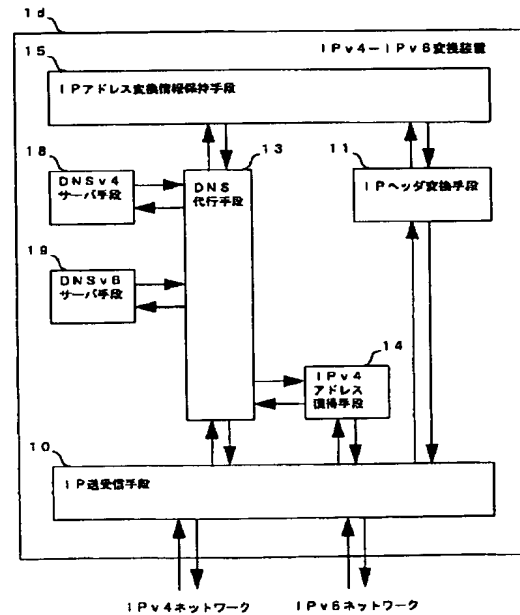 1d
IPv4－IPv6変換装置
15
IPアドレス変換情報保持手段
18
DNSv4
サーバ手段
13
DNS
代行手段
11
IPヘッダ変換手段
19
DNSv6
サーバ手段
14
IPv4
アドレス
獲得手段
10
IP送受信手段
IPv4ネットワーク
IPv6ネットワーク